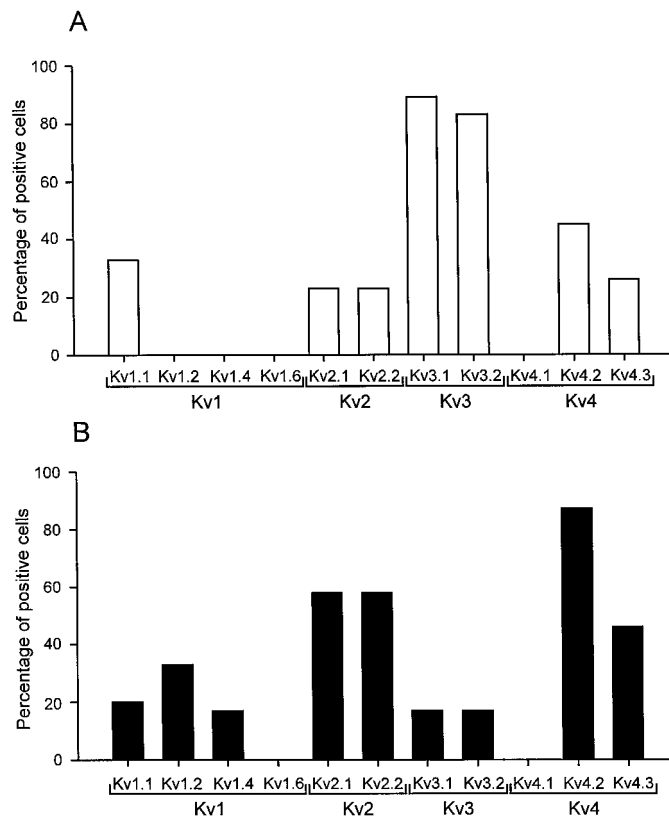 A
Percentage of positive cells
100
80
60
40
20
0
Kv1.1 Kv1.2 Kv1.4 Kv1.6 Kv2.1 Kv2.2 Kv3.1 Kv3.2 Kv4.1 Kv4.2 Kv4.3
Kv1 Kv2 Kv3 Kv4
B
Percentage of positive cells
100
80
60
40
20
0
Kv1.1 Kv1.2 Kv1.4 Kv1.6 Kv2.1 Kv2.2 Kv3.1 Kv3.2 Kv4.1 Kv4.2 Kv4.3
Kv1 Kv2 Kv3 Kv4